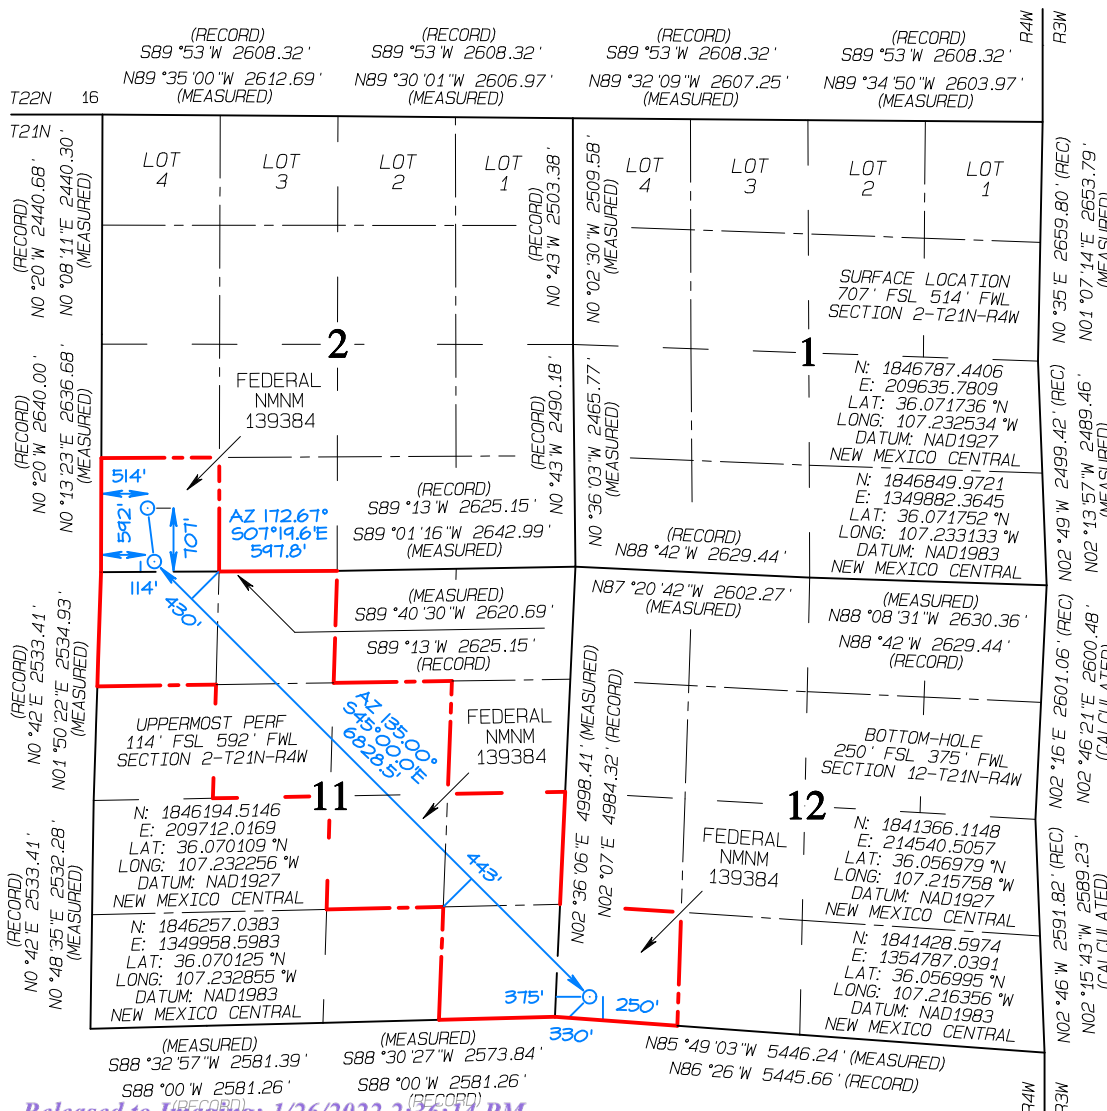 (RECORD)
S89°53'W 2608.32'
N89°35'00"W 2612.69'
(MEASURED)
(RECORD)
S89°53'W 2608.32'
N89°30'01"W 2606.97'
(MEASURED)
(RECORD)
S89°53'W 2608.32'
N89°32'09"W 2607.25'
(MEASURED)
(RECORD)
S89°53'W 2608.32'
N89°34'50"W 2603.97'
(MEASURED)
R4W
R3W
T22N 16
T21N
(RECORD)
N0°20'W 2440.68'
N0°08'11"E 2440.30'
(MEASURED)
LOT
4
LOT
3
LOT
2
LOT
1
(RECORD)
N0°43'W 2503.38'
N0°02'30"W 2509.58'
(MEASURED)
LOT
4
LOT
3
LOT
2
LOT
1
N0°35'E 2659.80' (REC)
N01°07'14"E 2653.79'
(MEASURED)
SURFACE LOCATION
707' FSL 514' FWL
SECTION 2-T21N-R4W
2
1
N: 1846787.4406
E: 209635.7809
LAT: 36.071736°N
LONG: 107.232534°W
DATUM: NAD1927
NEW MEXICO CENTRAL
N: 1846849.9721
E: 1349882.3645
LAT: 36.071752°N
LONG: 107.233133°W
DATUM: NAD1983
NEW MEXICO CENTRAL
(RECORD)
N0°20'W 2640.00'
N0°13'23"E 2636.68'
(MEASURED)
FEDERAL
NMNM
139384
(RECORD)
N0°43'W 2490.18'
N0°36'03"W 2465.77'
(MEASURED)
N02°49'W 2499.42' (REC)
N02°13'57"W 2489.46'
(MEASURED)
514'
592'
707'
114'
AZ 172.67°
S07°19.6'E
597.8'
(RECORD)
S89°13'W 2625.15'
S89°01'16"W 2642.99'
(MEASURED)
(RECORD)
N88°42'W 2629.44'
430'
(MEASURED)
S89°40'30"W 2620.69'
S89°13'W 2625.15'
(RECORD)
N87°20'42"W 2602.27'
(MEASURED)
(MEASURED)
N88°08'31"W 2630.36'
N88°42'W 2629.44'
(RECORD)
(RECORD)
N0°42'E 2533.41'
N01°50'22"E 2534.93'
(MEASURED)
UPPERMOST PERF
114' FSL 592' FWL
SECTION 2-T21N-R4W
AZ 135.00°
S45°00.0'E
6828.5'
FEDERAL
NMNM
139384
N02°36'06"E 4998.41' (MEASURED)
N02°07'E 4984.32' (RECORD)
BOTTOM-HOLE
250' FSL 375' FWL
SECTION 12-T21N-R4W
N02°16'E 2601.06' (REC)
N02°46'21"E 2600.48'
(CALCULATED)
11
12
N: 1846194.5146
E: 209712.0169
LAT: 36.070109°N
LONG: 107.232256°W
DATUM: NAD1927
NEW MEXICO CENTRAL
N: 1846257.0383
E: 1349958.5983
LAT: 36.070125°N
LONG: 107.232855°W
DATUM: NAD1983
NEW MEXICO CENTRAL
(RECORD)
N0°42'E 2533.41'
N0°48'35"E 2532.28'
(MEASURED)
443'
FEDERAL
NMNM
139384
N: 1841366.1148
E: 214540.5057
LAT: 36.056979°N
LONG: 107.215758°W
DATUM: NAD1927
NEW MEXICO CENTRAL
N: 1841428.5974
E: 1354787.0391
LAT: 36.056995°N
LONG: 107.216356°W
DATUM: NAD1983
NEW MEXICO CENTRAL
N02°46'W 2591.82' (REC)
N02°15'43"W 2589.23'
(CALCULATED)
375'
250'
330'
(MEASURED)
S88°32'57"W 2581.39'
S88°00'W 2581.26'
(RECORD)
(MEASURED)
S88°30'27"W 2573.84'
S88°00'W 2581.26'
(RECORD)
N85°49'03"W 5446.24' (MEASURED)
N86°26'W 5445.66' (RECORD)
R4W
R3W
Released to Imaging: 1/26/2022 2:36:14 PM